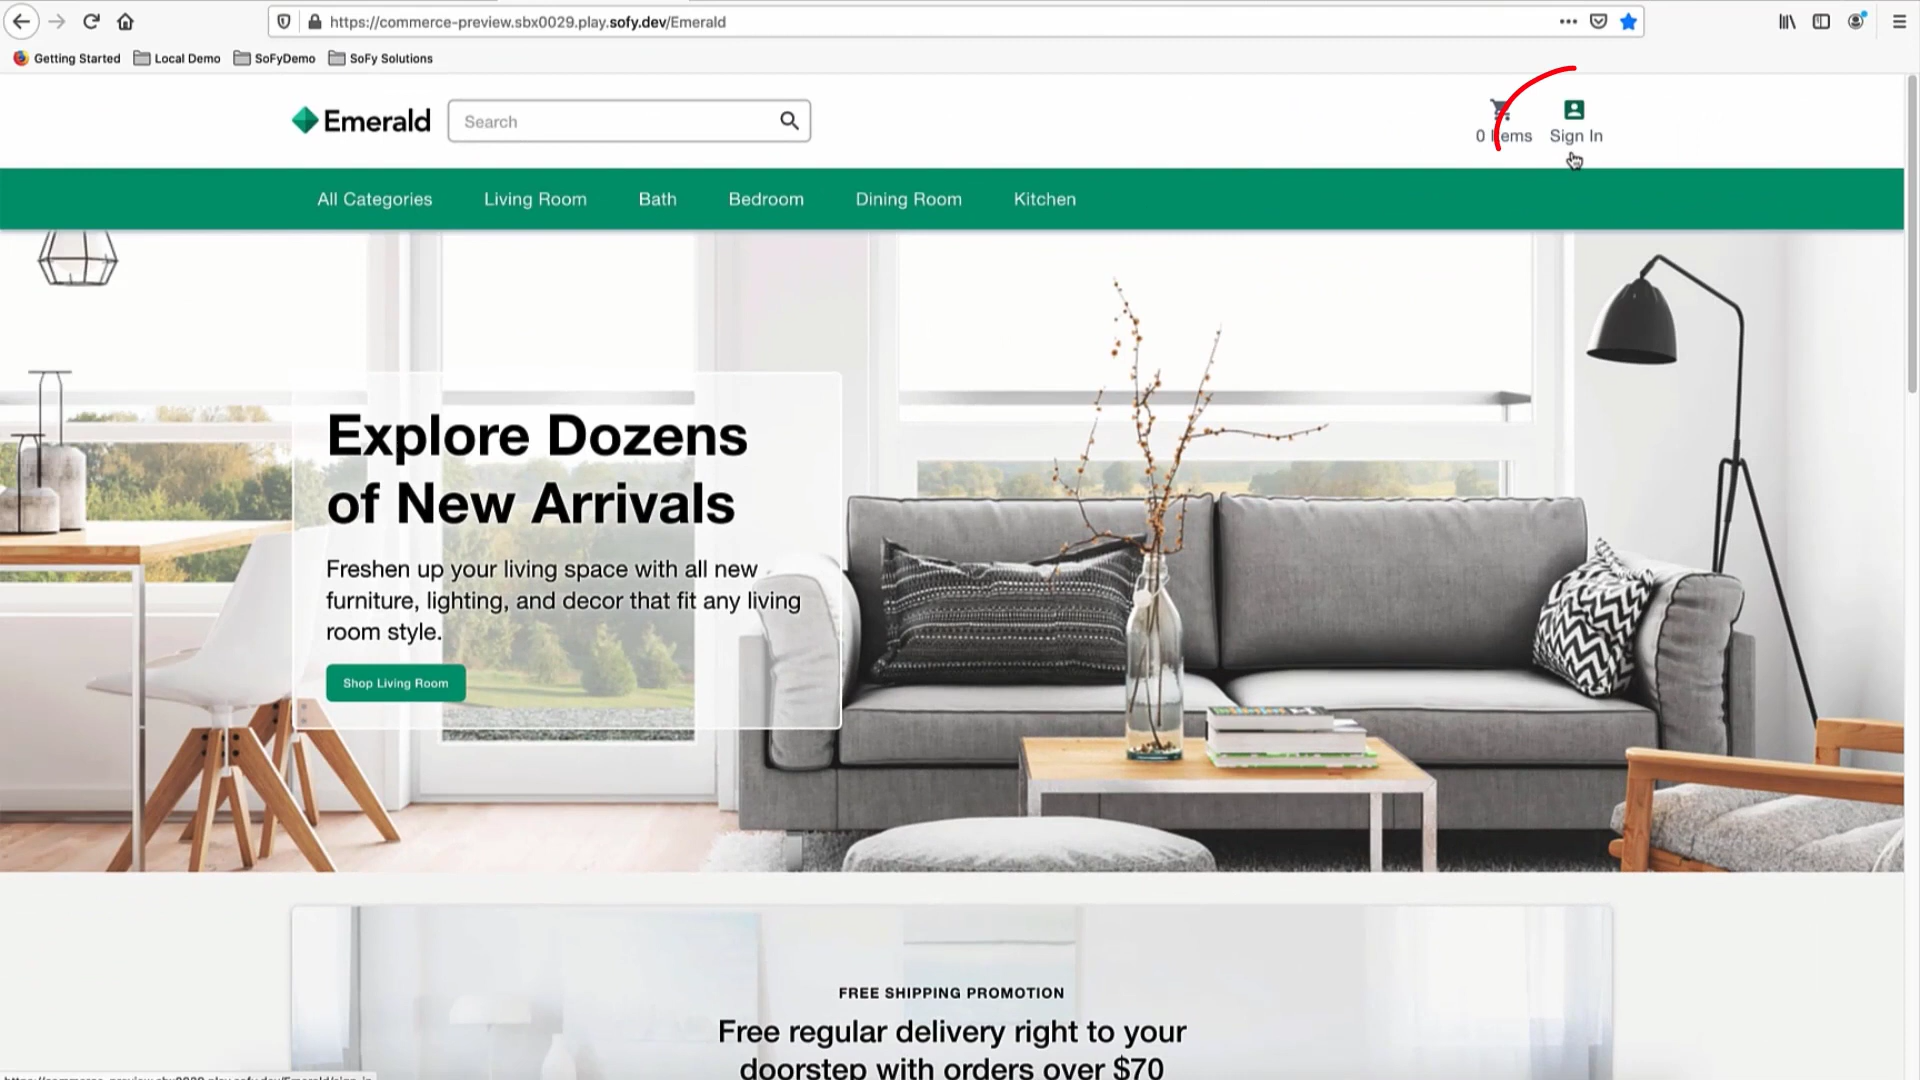 https://commerce-preview.sbx0029.play.sofy.dev/Emerald
Getting Started
Local Demo
SoFyDemo
SoFy Solutions
Emerald
Search
0 Items
Sign In
All Categories
Living Room
Bath
Bedroom
Dining Room
Kitchen
Explore Dozens
of New Arrivals
Freshen up your living space with all new
furniture, lighting, and decor that fit any living
room style.
Shop Living Room
FREE SHIPPING PROMOTION
Free regular delivery right to your
doorstep with orders over $70